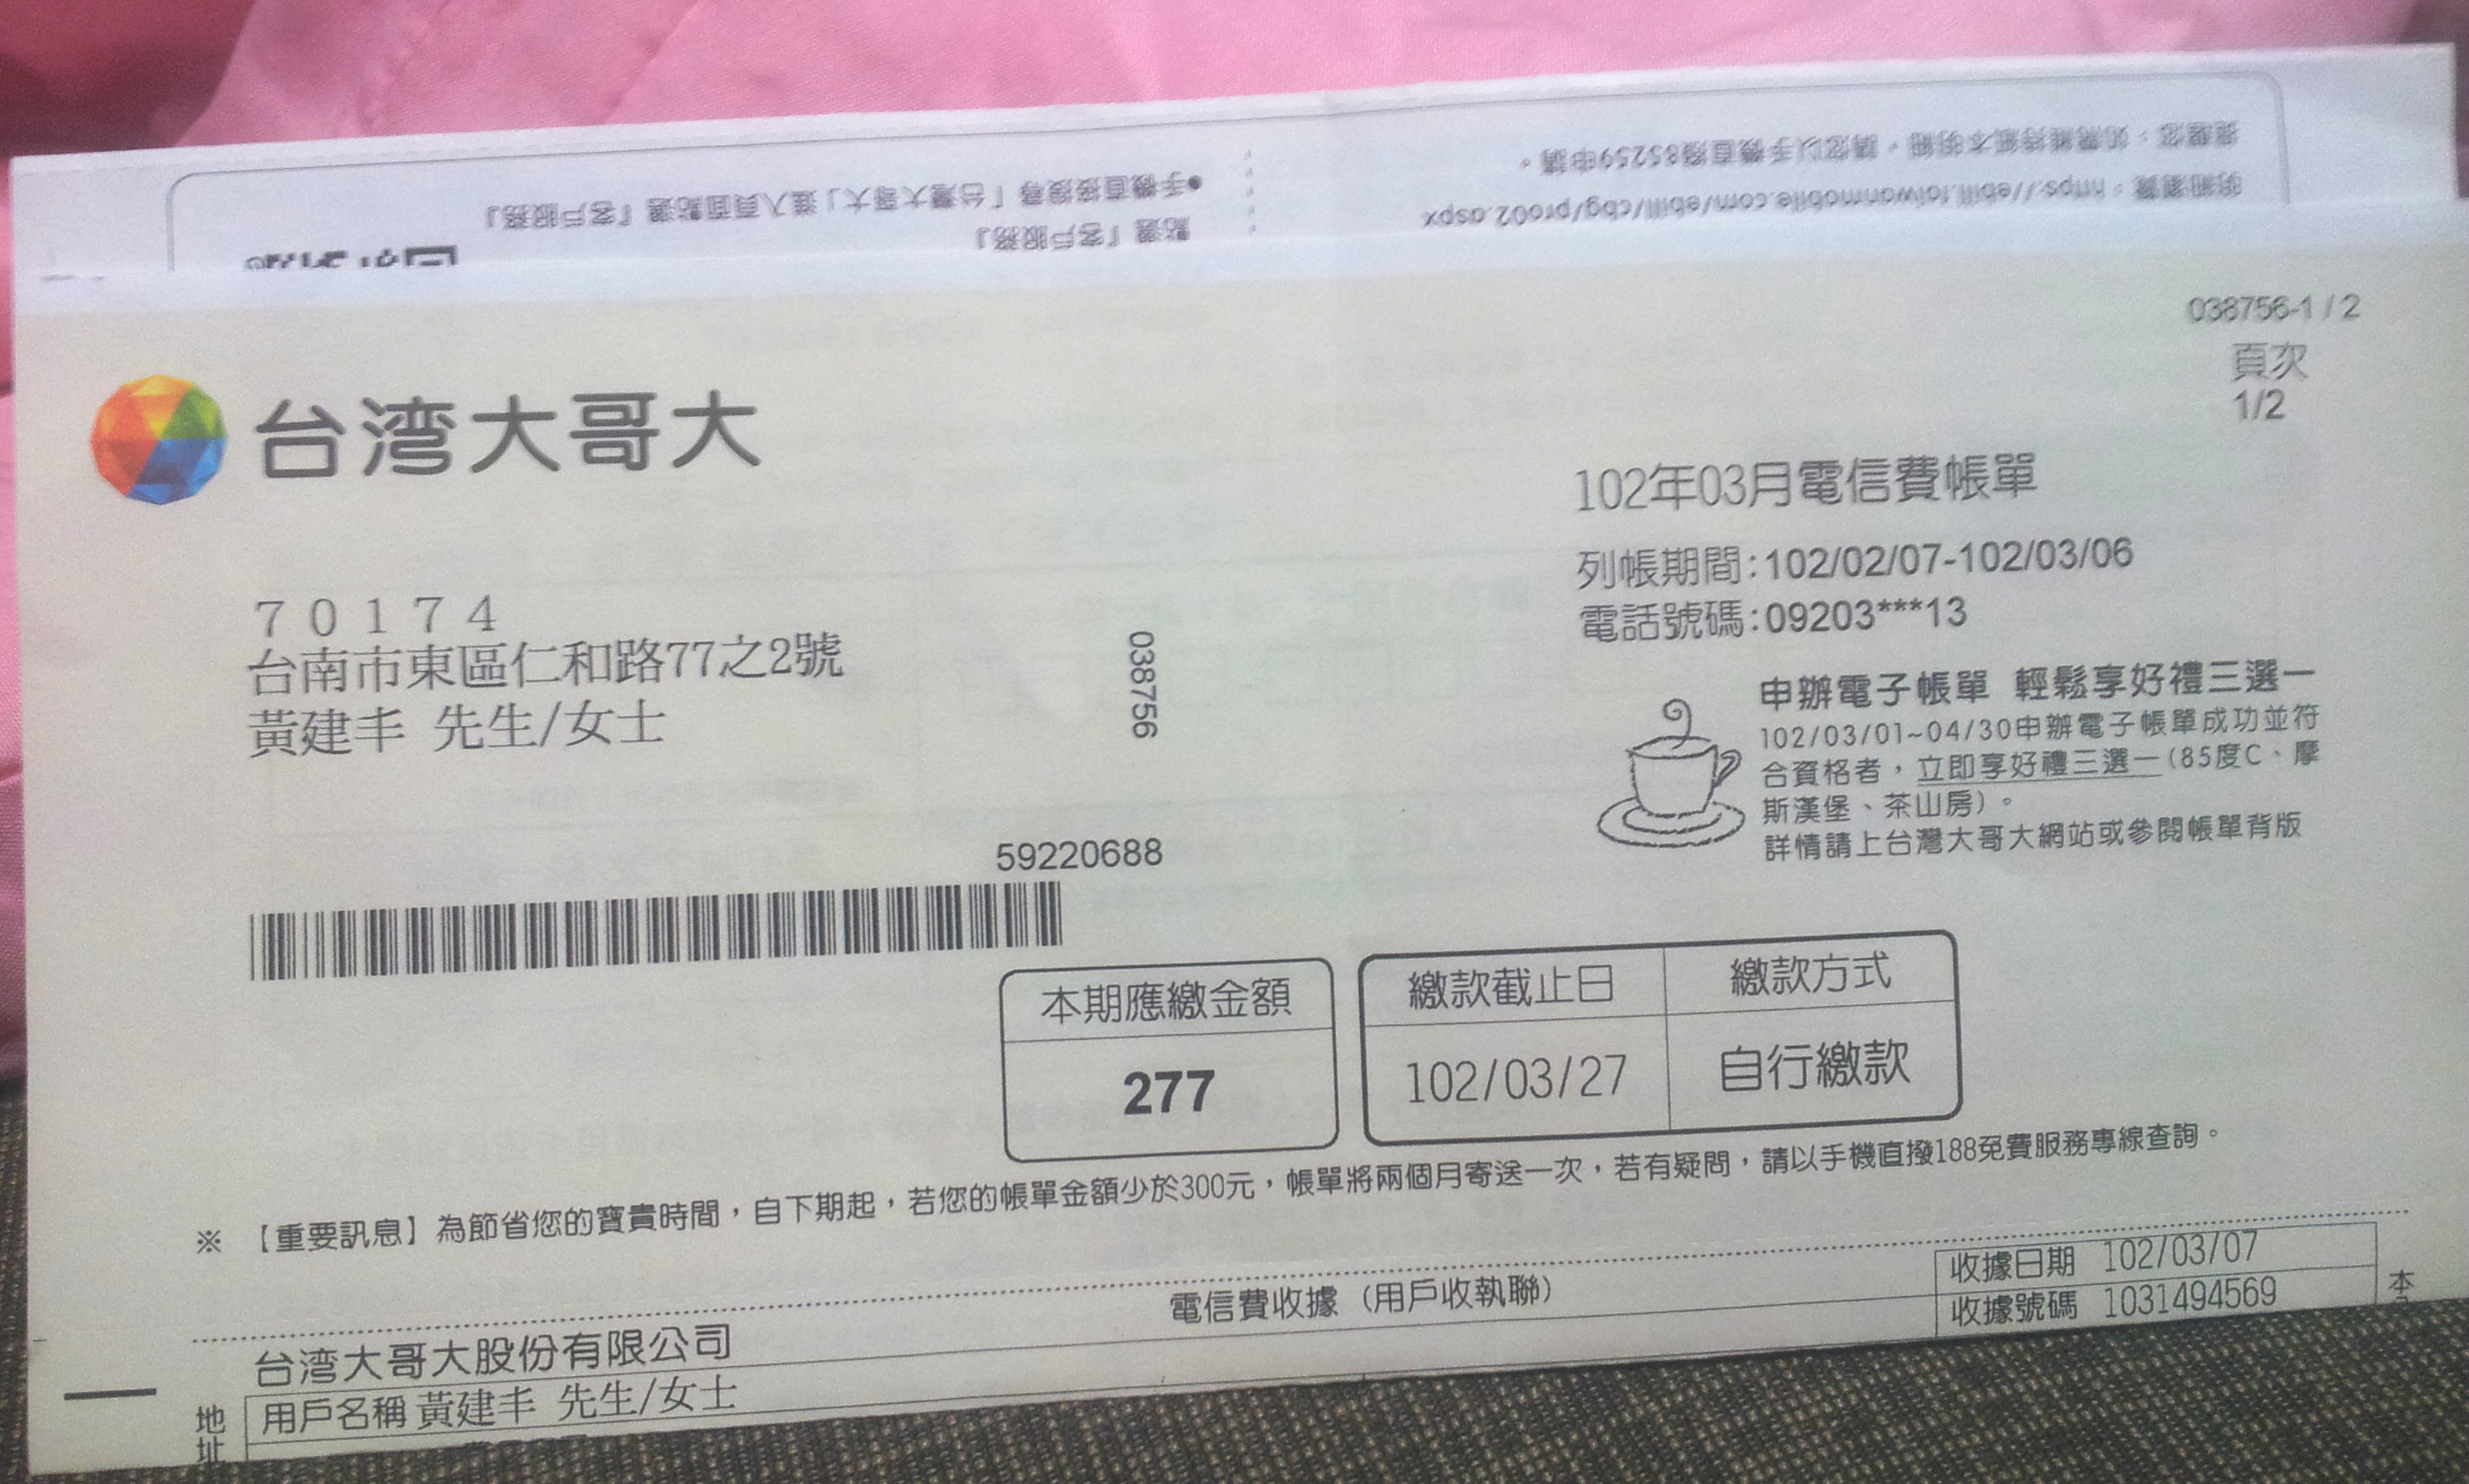 提醒您：如需維持紙本明細，請您以手機直撥85259申請。
明細瀏覽：https://ebill.taiwanmobile.com/ebill/cbg/pro02.aspx
●手機直接搜尋「台灣大哥大」進入頁面點選『客戶服務』
點選『客戶服務』
038756-1 / 2
頁次
1/2
台湾大哥大
102年03月電信費帳單
列帳期間:102/02/07-102/03/06
電話號碼:09203***13
70174
台南市東區仁和路77之2號
黃建丰 先生/女士
038756
申辦電子帳單 輕鬆享好禮三選一
102/03/01~04/30申辦電子帳單成功並符
合資格者，立即享好禮三選一(85度C、摩
斯漢堡、茶山房)。
詳情請上台灣大哥大網站或參閱帳單背版
59220688
本期應繳金額
277
繳款截止日 繳款方式
102/03/27 自行繳款
※ 【重要訊息】為節省您的寶貴時間，自下期起，若您的帳單金額少於300元，帳單將兩個月寄送一次，若有疑問，請以手機直撥188免費服務專線查詢。
電信費收據（用戶收執聯）
收據日期 102/03/07
收據號碼 1031494569
本
台湾大哥大股份有限公司
用戶名稱 黃建丰 先生/女士
地
址